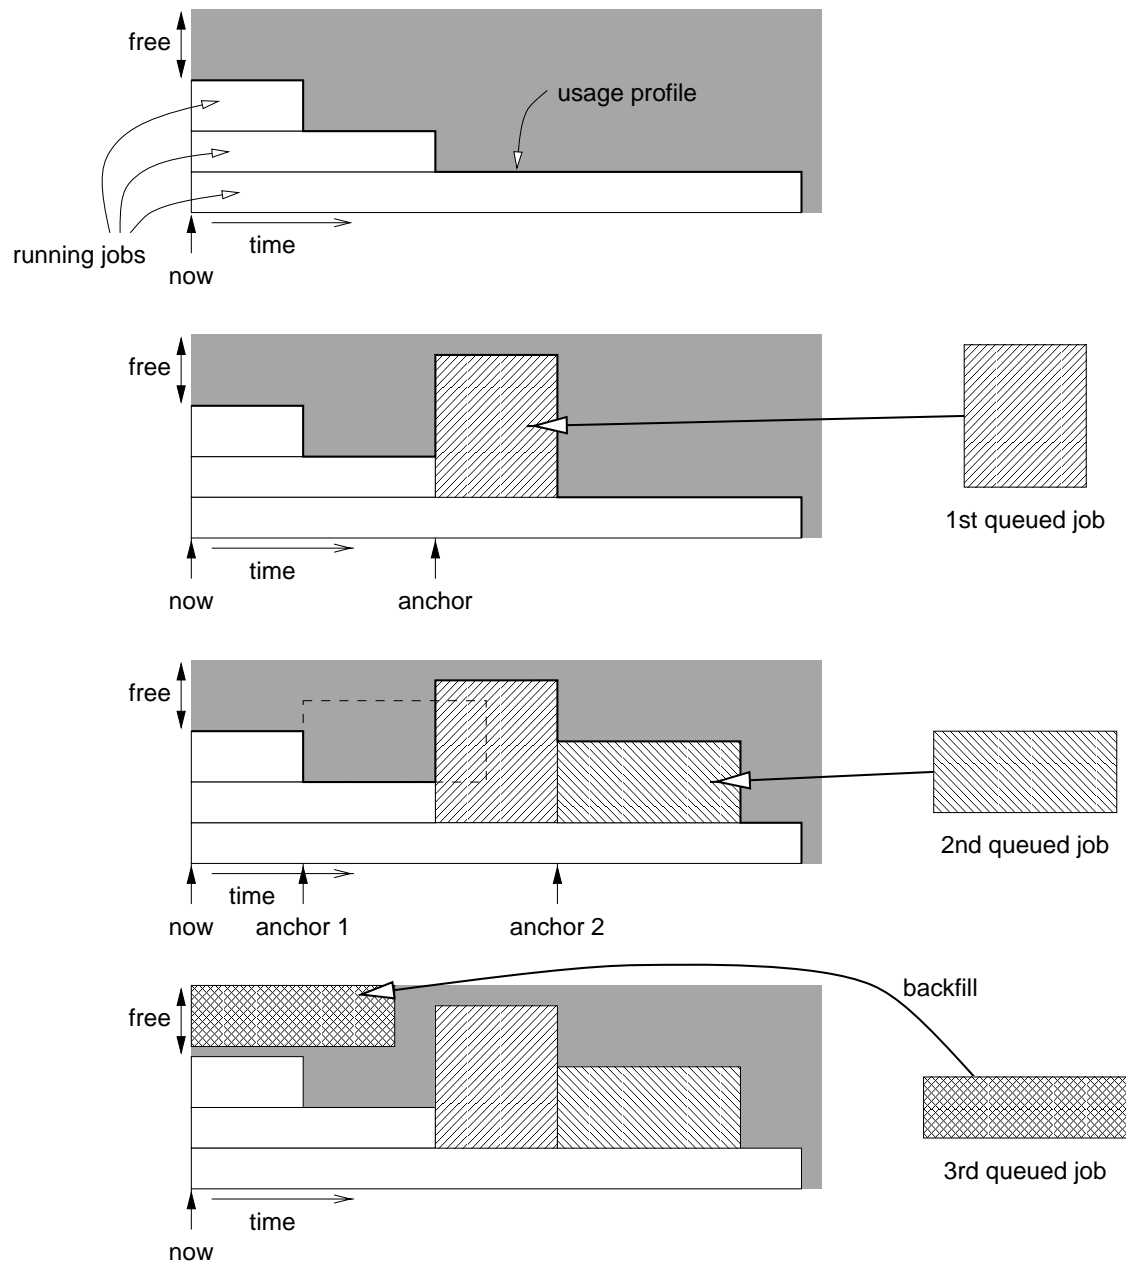 free
usage profile
running jobs
time
now
free
1st queued job
time
now
anchor
free
2nd queued job
time
now
anchor 1
anchor 2
backfill
free
3rd queued job
time
now